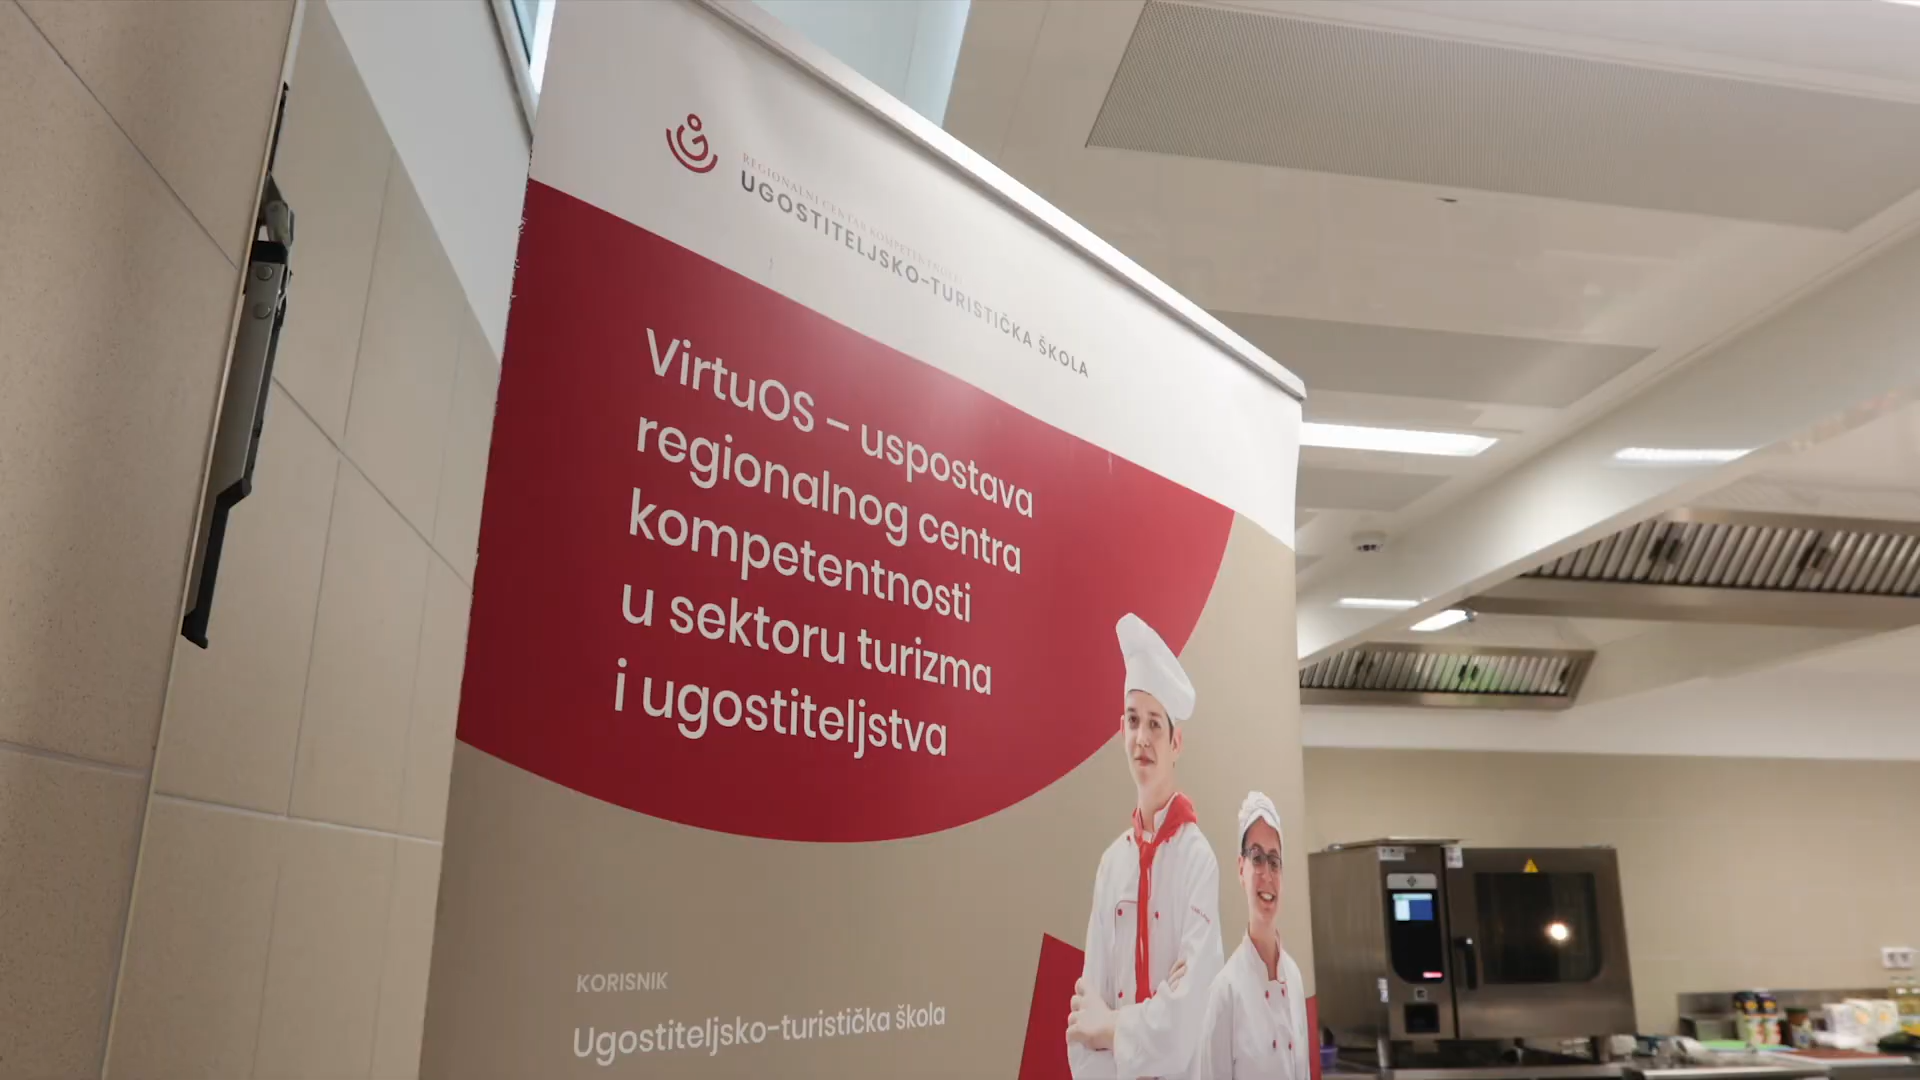 REGIONALNI CENTAR KOMPETENTNOSTI
UGOSTITELJSKO-TURISTIČKA ŠKOLA
VirtuOS – uspostava
regionalnog centra
kompetentnosti
u sektoru turizma
i ugostiteljstva
KORISNIK
Ugostiteljsko-turistička škola